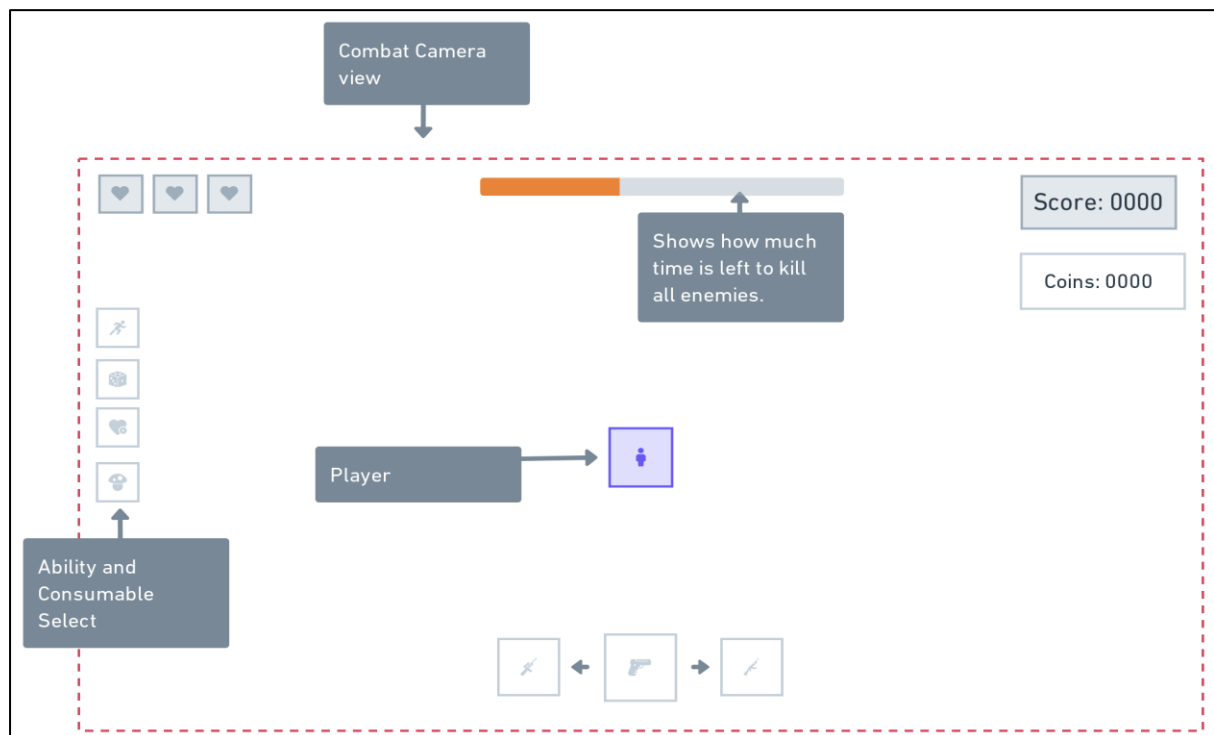 Combat Camera
view
Score: 0000
Shows how much
time is left to kill
all enemies.
Coins: 0000
Player
Ability and
Consumable
Select